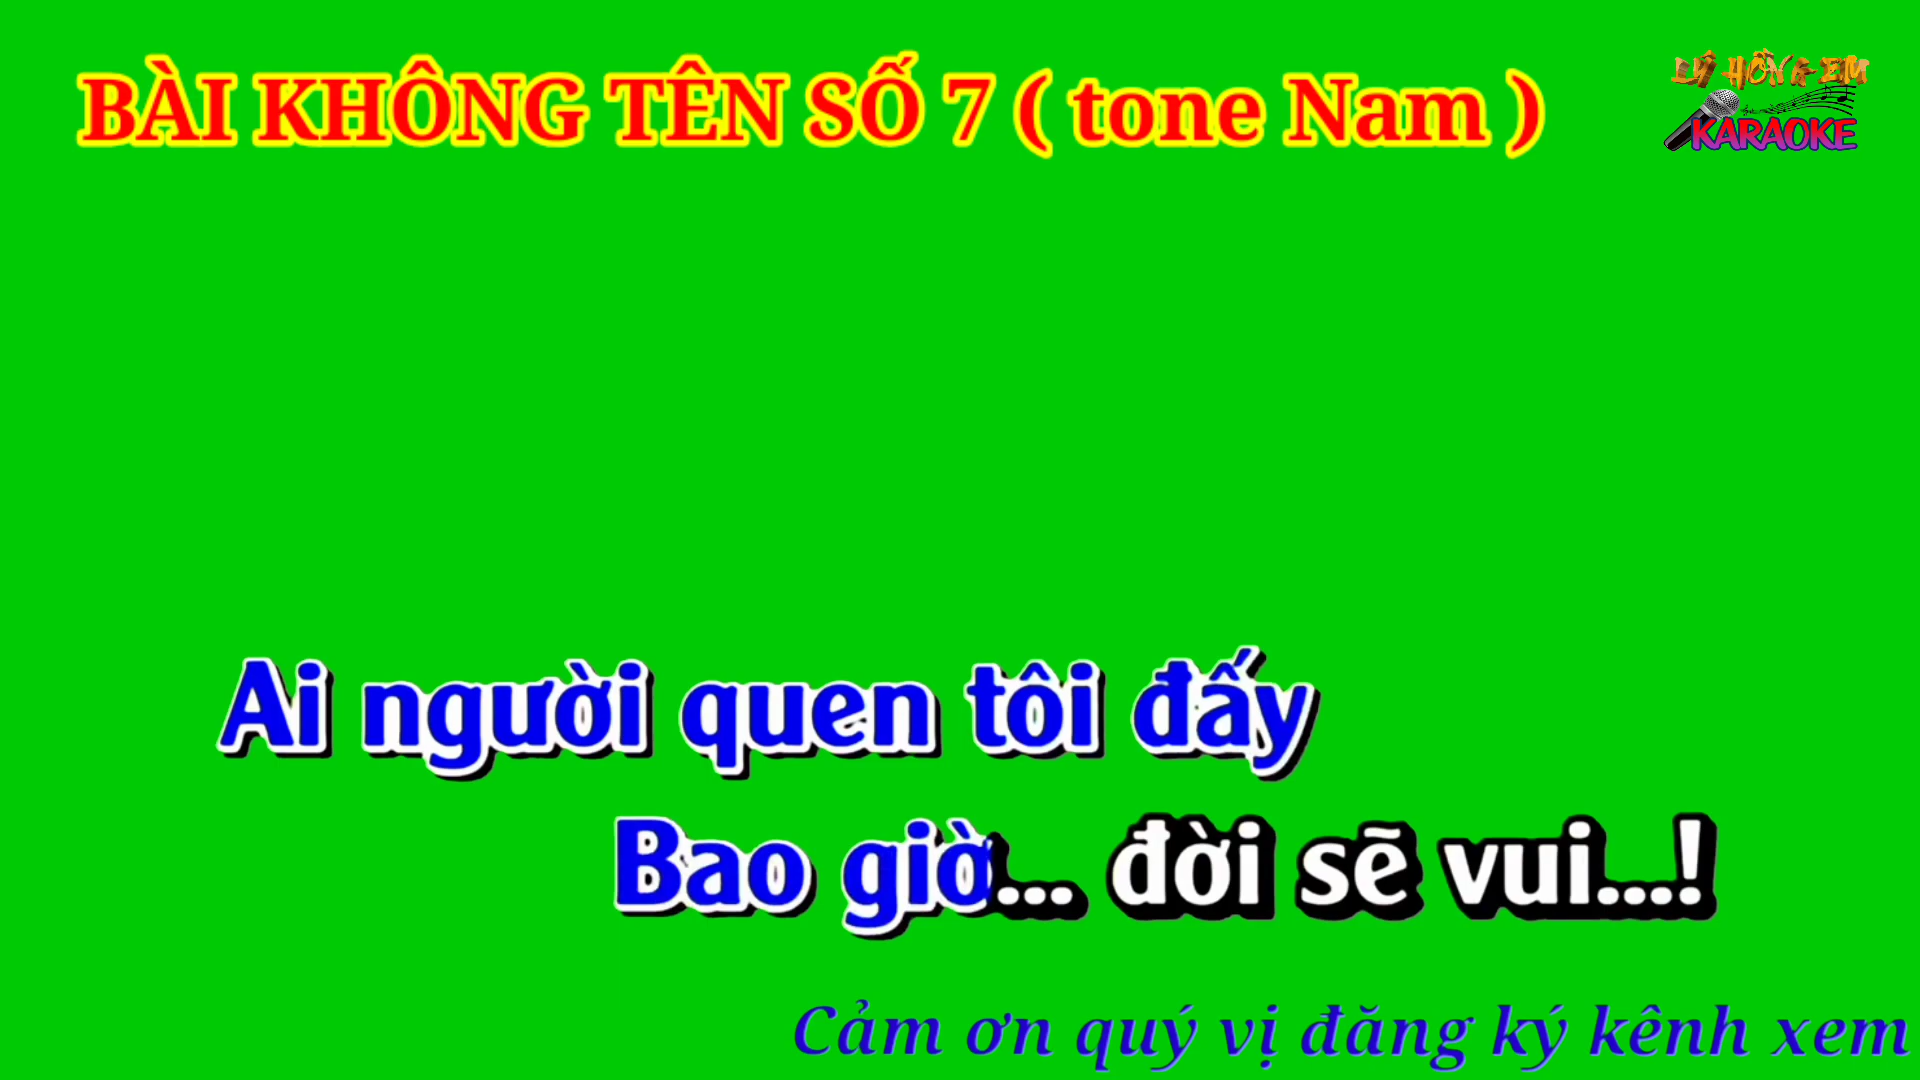 BÀI KHÔNG TÊN SỐ 7 ( tone Nam )
LÝ HỒNG EM
KARAOKE
Ai người quen tôi đấy
Bao giờ... đời sẽ vui...!
Cảm ơn quý vị đăng ký kênh xem